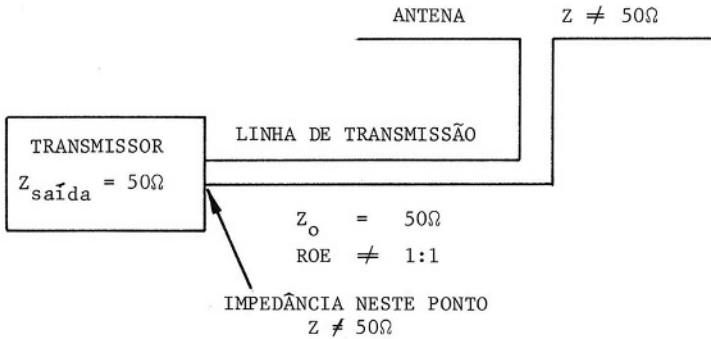 ANTENA Z ≠ 50Ω
LINHA DE TRANSMISSÃO
TRANSMISSOR
Zsaída = 50Ω
Zo = 50Ω
ROE ≠ 1:1
IMPEDÂNCIA NESTE PONTO
Z ≠ 50Ω